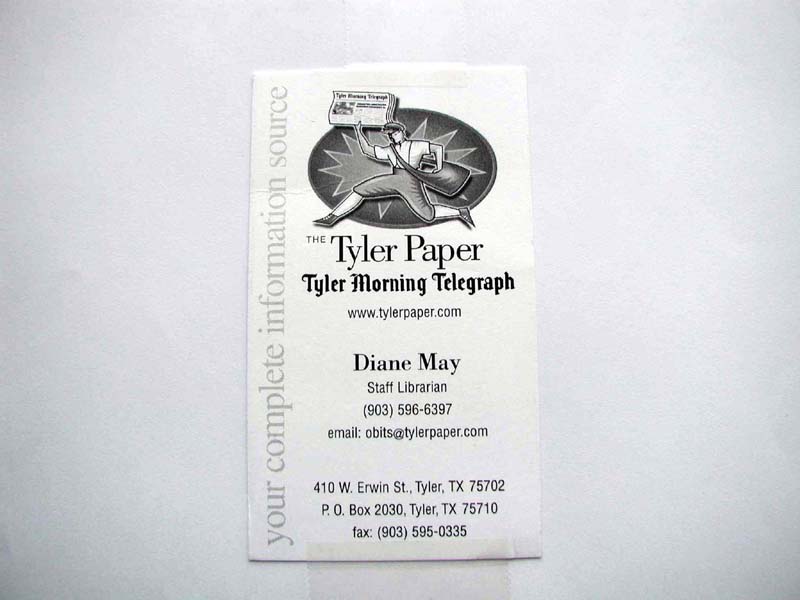 your complete information source
Tyler Morning Telegraph
THE Tyler Paper
Tyler Morning Telegraph
www.tylerpaper.com
Diane May
Staff Librarian
(903) 596-6397
email: obits@tylerpaper.com
410 W. Erwin St., Tyler, TX 75702
P. O. Box 2030, Tyler, TX 75710
fax: (903) 595-0335